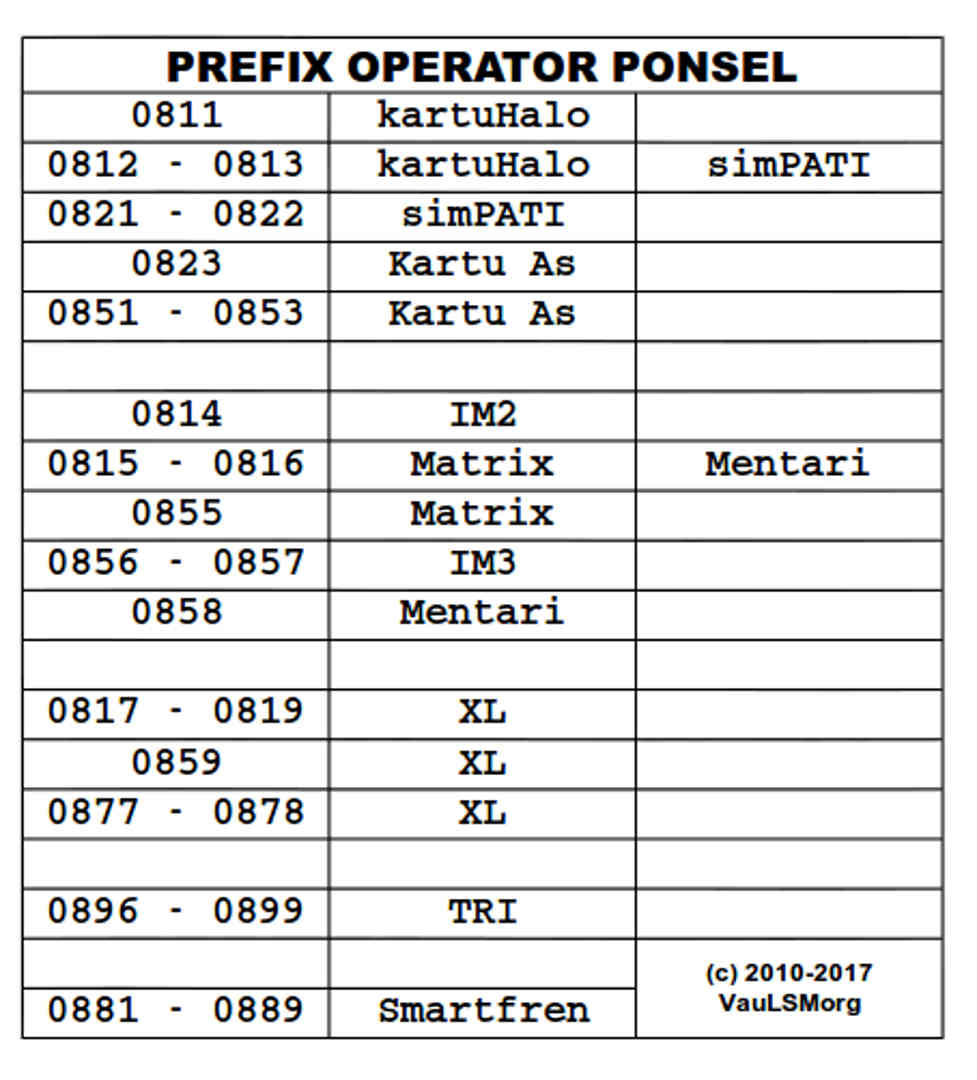 PREFIX OPERATOR PONSEL
0811 kartuHalo
0812 - 0813 kartuHalo simPATI
0821 - 0822 simPATI
0823 Kartu As
0851 - 0853 Kartu As
0814 IM2
0815 - 0816 Matrix Mentari
0855 Matrix
0856 - 0857 IM3
0858 Mentari
0817 - 0819 XL
0859 XL
0877 - 0878 XL
0896 - 0899 TRI
0881 - 0889 Smartfren
(c) 2010-2017
VauLSMorg